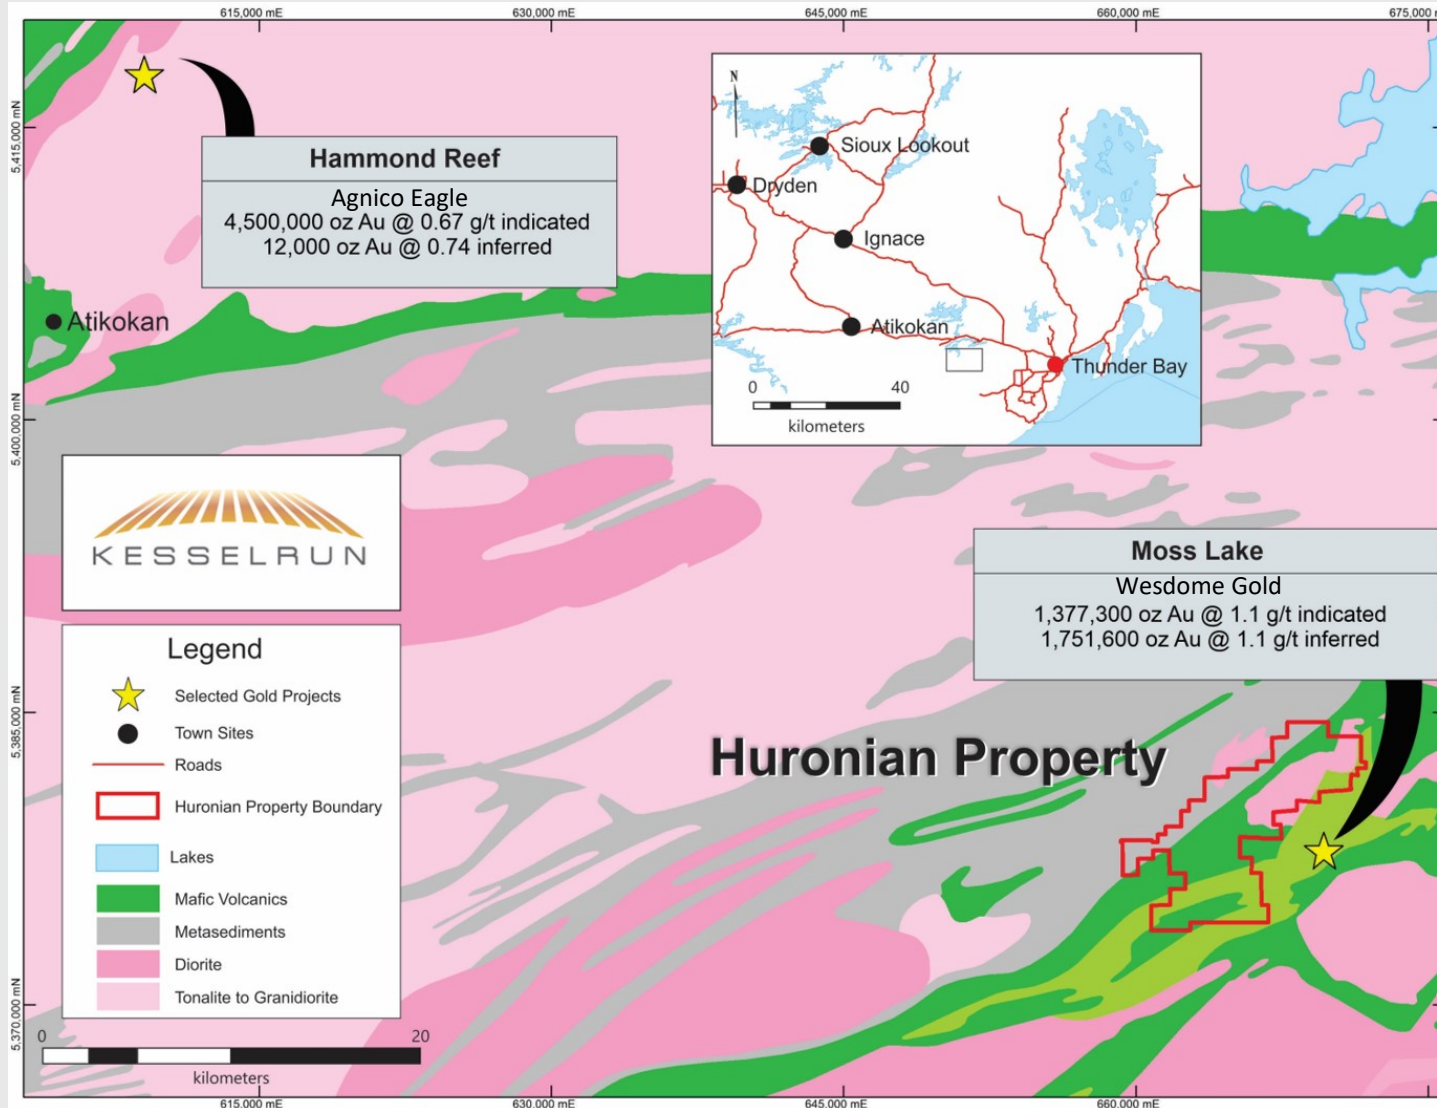 615,000 mE
630,000 mE
645,000 mE
660,000 mE
675,000 m
5,415,000 mN
5,400,000 mN
5,385,000 mN
5,370,000 mN
Hammond Reef
Agnico Eagle
4,500,000 oz Au @ 0.67 g/t indicated
12,000 oz Au @ 0.74 inferred
Atikokan
N
Sioux Lookout
Dryden
Ignace
Atikokan
Thunder Bay
0 40
kilometers
KESSELRUN
Moss Lake
Wesdome Gold
1,377,300 oz Au @ 1.1 g/t indicated
1,751,600 oz Au @ 1.1 g/t inferred
Huronian Property
Legend
Selected Gold Projects
Town Sites
Roads
Huronian Property Boundary
Lakes
Mafic Volcanics
Metasediments
Diorite
Tonalite to Granidiorite
0 20
kilometers
615,000 mE
630,000 mE
645,000 mE
660,000 mE